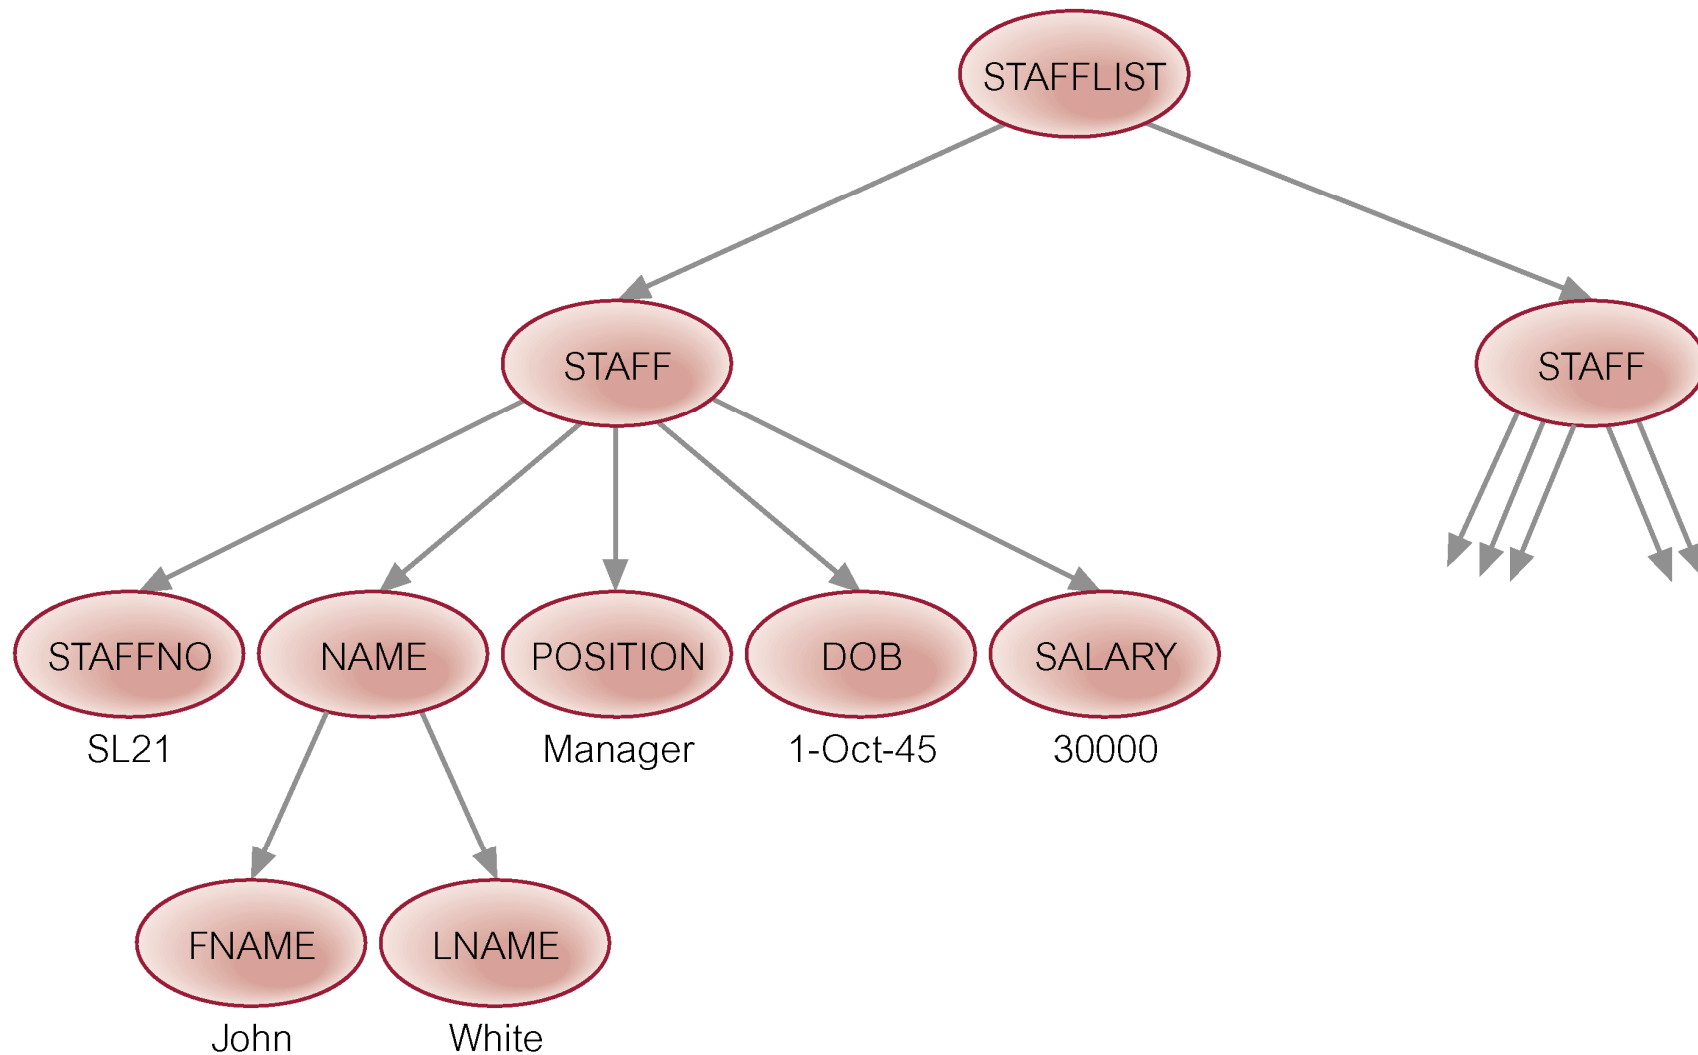 STAFFLIST
STAFF
STAFF
STAFFNO
NAME
POSITION
DOB
SALARY
SL21
Manager
1-Oct-45
30000
FNAME
LNAME
John
White